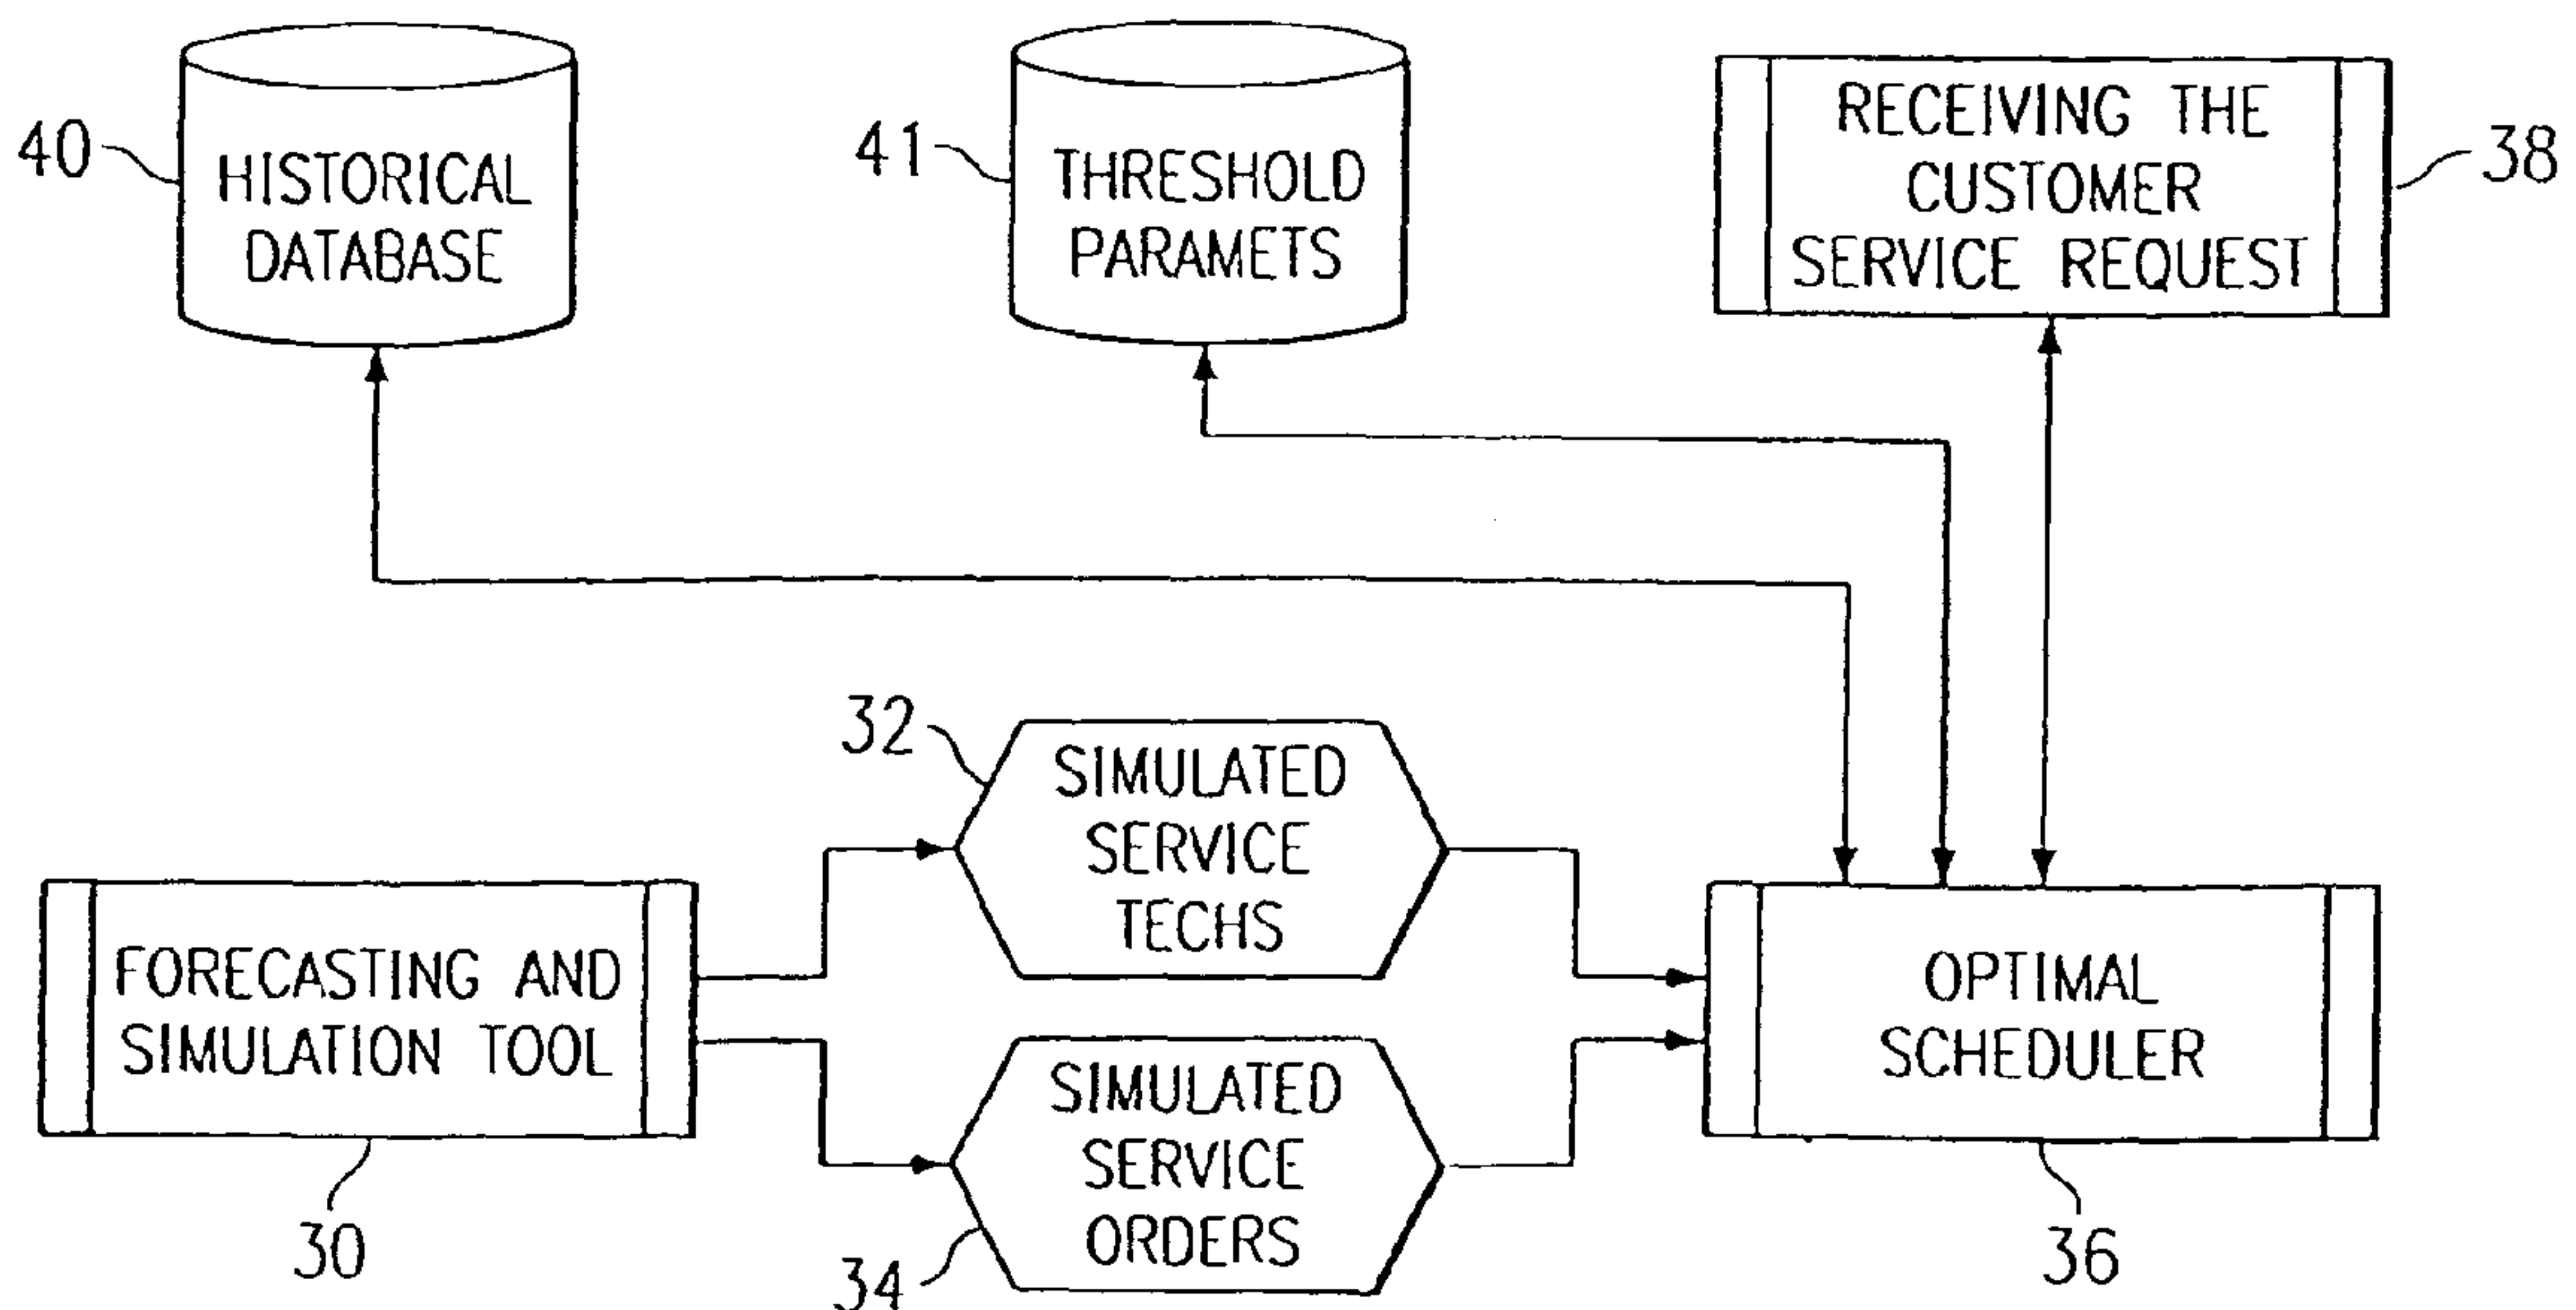 40
HISTORICAL
DATABASE
41
THRESHOLD
PARAMETS
RECEIVING THE
CUSTOMER
SERVICE REQUEST
38
32
SIMULATED
SERVICE
TECHS
FORECASTING AND
SIMULATION TOOL
30
SIMULATED
SERVICE
ORDERS
34
OPTIMAL
SCHEDULER
36